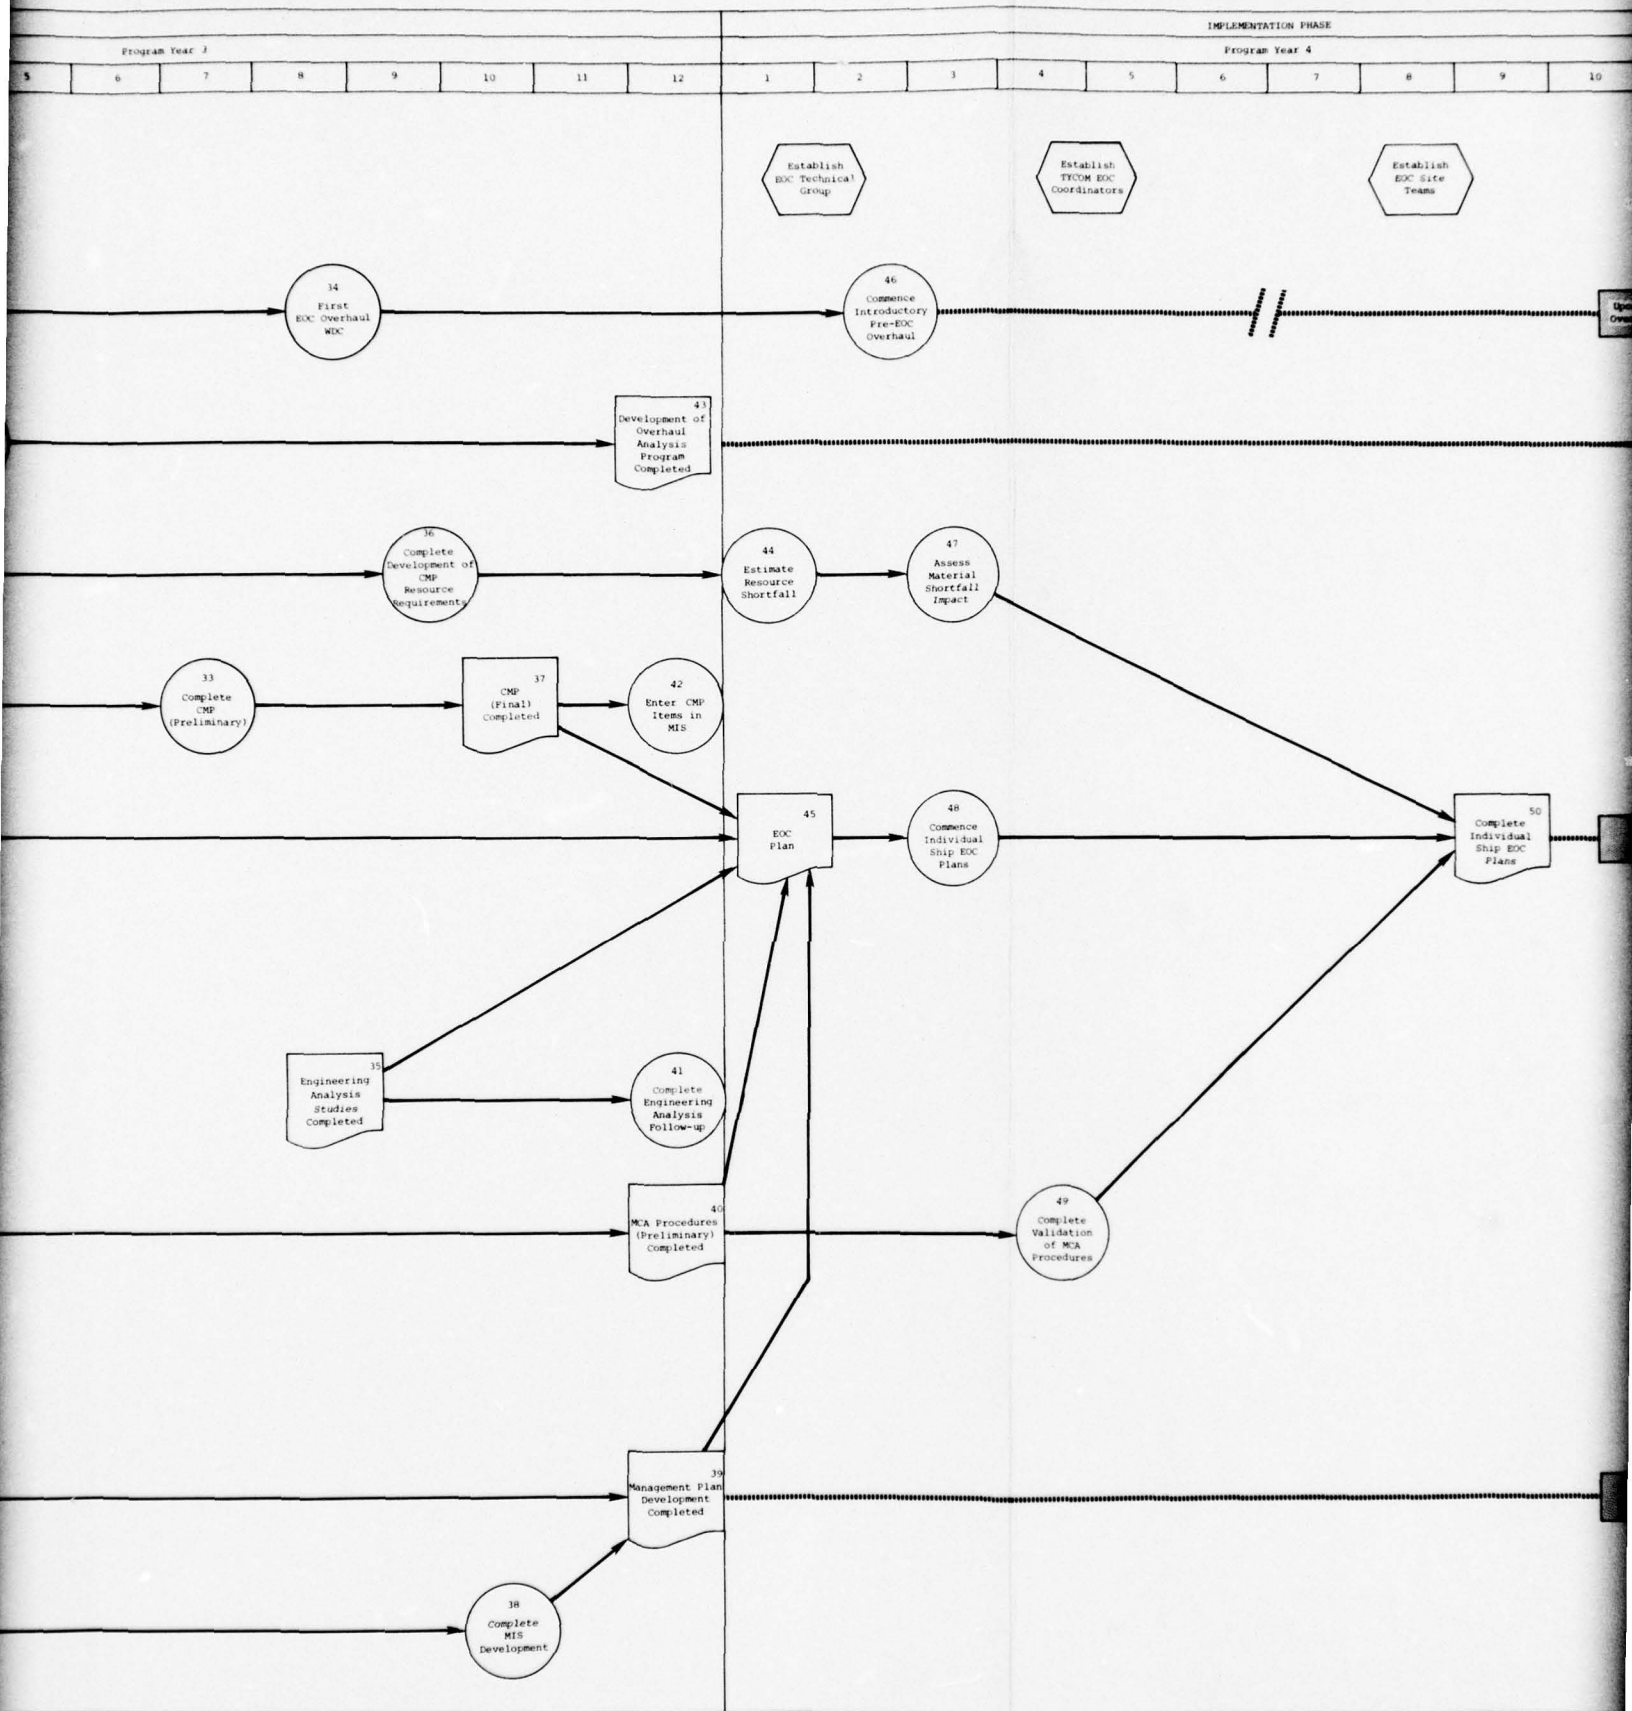 IMPLEMENTATION PHASE
Program Year 3
Program Year 4
5 6 7 8 9 10 11 12 1 2 3 4 5 6 7 8 9 10
Establish
EOC Technical
Group
Establish
TYCOM EOC
Coordinators
Establish
EOC Site
Teams
34
First
EOC Overhaul
WDC
46
Commence
Introductory
Pre-EOC
Overhaul
43
Development of
Overhaul
Analysis
Program
Completed
36
Complete
Development of
CMP
Resource
Requirements
44
Estimate
Resource
Shortfall
47
Assess
Material
Shortfall
Impact
33
Complete
CMP
(Preliminary)
37
CMP
(Final)
Completed
42
Enter CMP
Items in
MIS
45
EOC
Plan
48
Commence
Individual
Ship EOC
Plans
50
Complete
Individual
Ship EOC
Plans
35
Engineering
Analysis
Studies
Completed
41
Complete
Engineering
Analysis
Follow-up
40
MCA Procedures
(Preliminary)
Completed
49
Complete
Validation
of MCA
Procedures
39
Management Plan
Development
Completed
38
Complete
MIS
Development